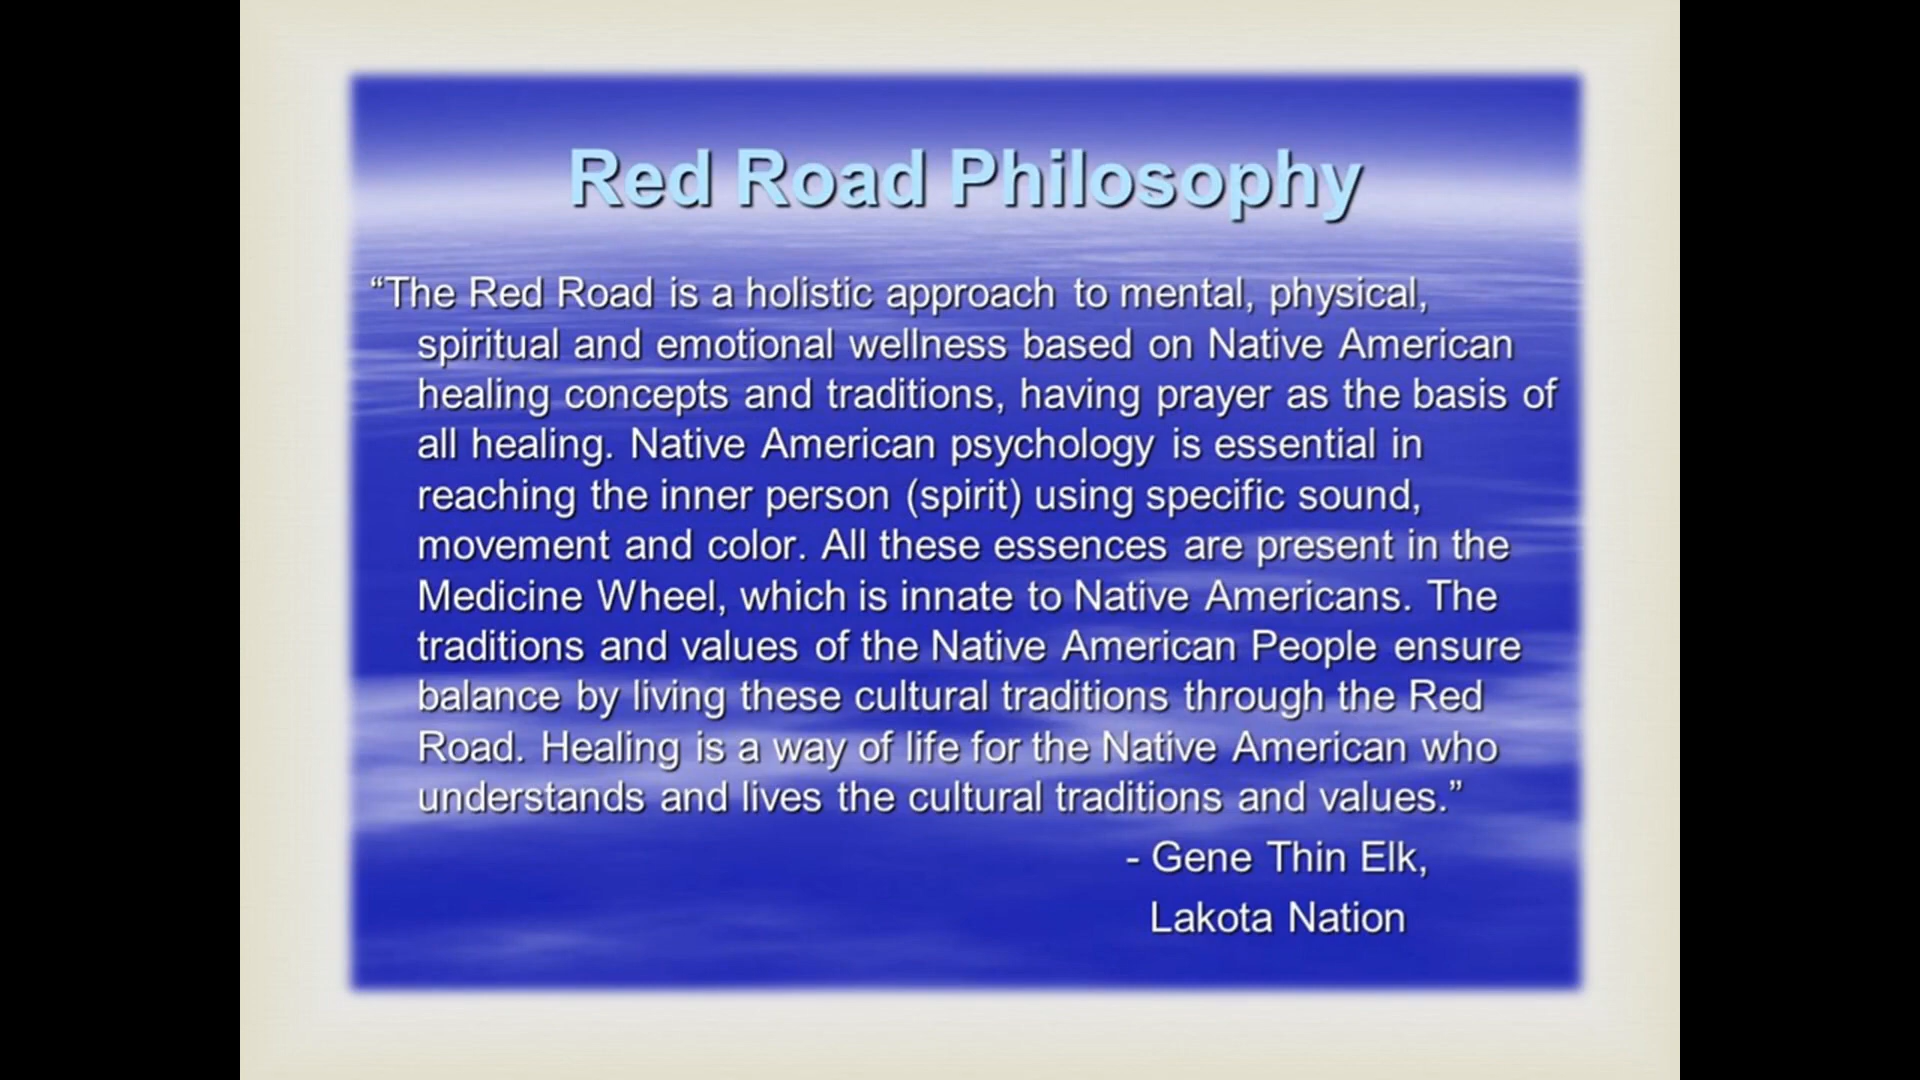 Red Road Philosophy
“The Red Road is a holistic approach to mental, physical,
spiritual and emotional wellness based on Native American
healing concepts and traditions, having prayer as the basis of
all healing. Native American psychology is essential in
reaching the inner person (spirit) using specific sound,
movement and color. All these essences are present in the
Medicine Wheel, which is innate to Native Americans. The
traditions and values of the Native American People ensure
balance by living these cultural traditions through the Red
Road. Healing is a way of life for the Native American who
understands and lives the cultural traditions and values.”
- Gene Thin Elk,
Lakota Nation